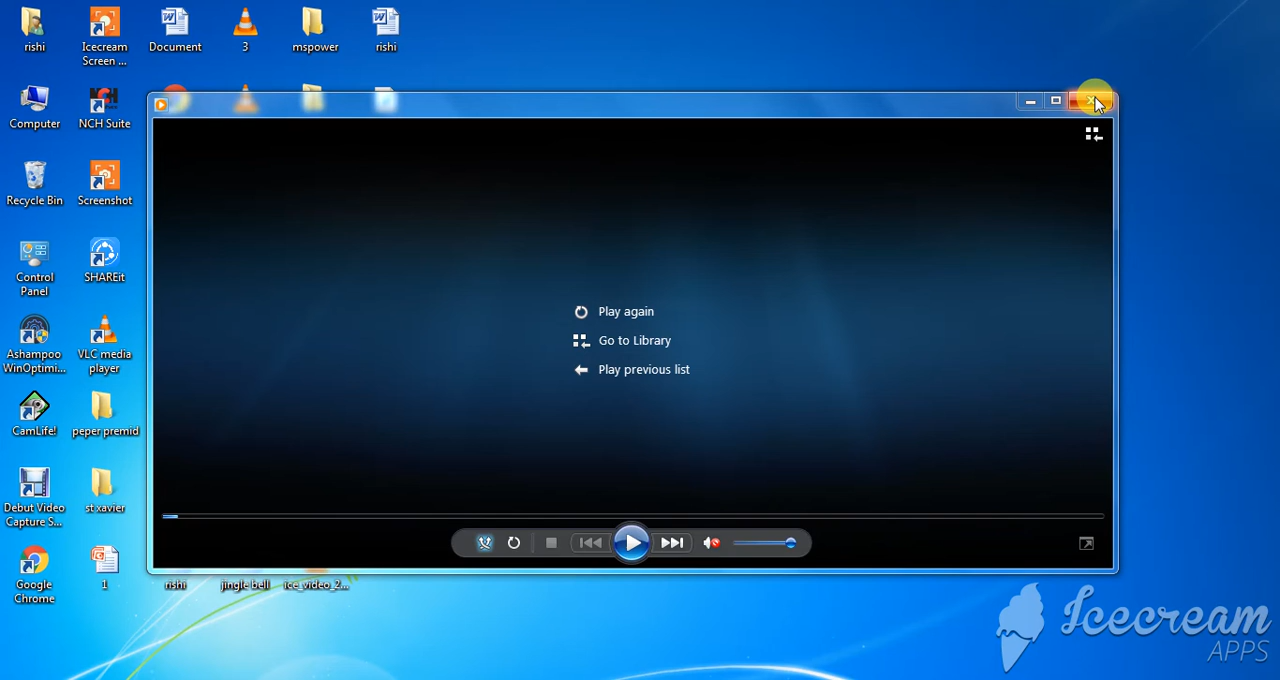 rishi
Icecream
Screen ...
Document
3
mspower
rishi
Computer
NCH Suite
Recycle Bin
Screenshot
Control
Panel
SHAREit
Ashampoo
WinOptimi...
VLC media
player
CamLife!
peper premid
Debut Video
Capture S...
st xavier
Google
Chrome
1
rishi
jingle bell
ice_video_2...
Play again
Go to Library
Play previous list
Icecream
APPS